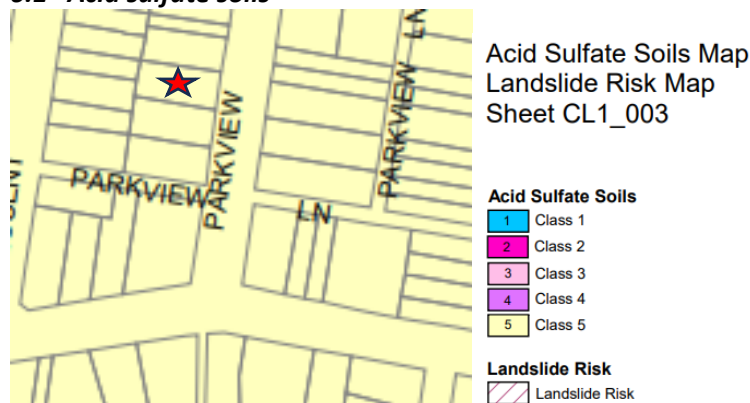 Acid Sulfate Soils Map
Landslide Risk Map
Sheet CL1_003
PARKVIEW
PARKVIEW
LN
PARKVIEW
LN
Acid Sulfate Soils
1 Class 1
2 Class 2
3 Class 3
4 Class 4
5 Class 5
Landslide Risk
Landslide Risk